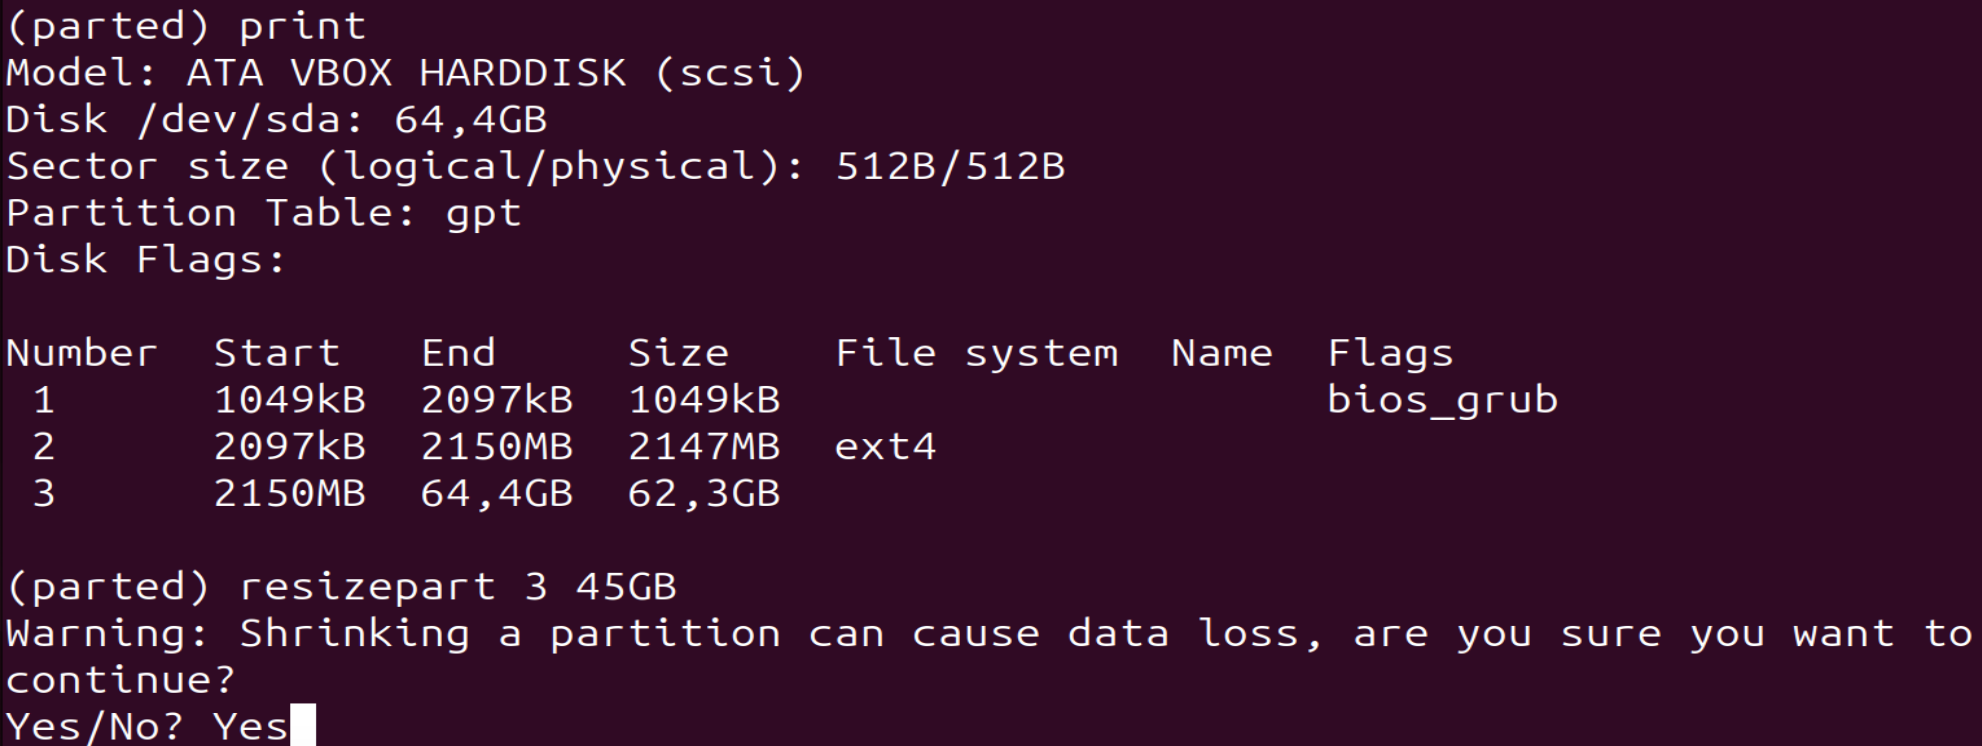 (parted) print
Model: ATA VBOX HARDDISK (scsi)
Disk /dev/sda: 64,4GB
Sector size (logical/physical): 512B/512B
Partition Table: gpt
Disk Flags:
Number  Start   End     Size    File system  Name  Flags
 1      1049kB  2097kB  1049kB                     bios_grub
 2      2097kB  2150MB  2147MB  ext4
 3      2150MB  64,4GB  62,3GB
(parted) resizepart 3 45GB
Warning: Shrinking a partition can cause data loss, are you sure you want to
continue?
Yes/No? Yes